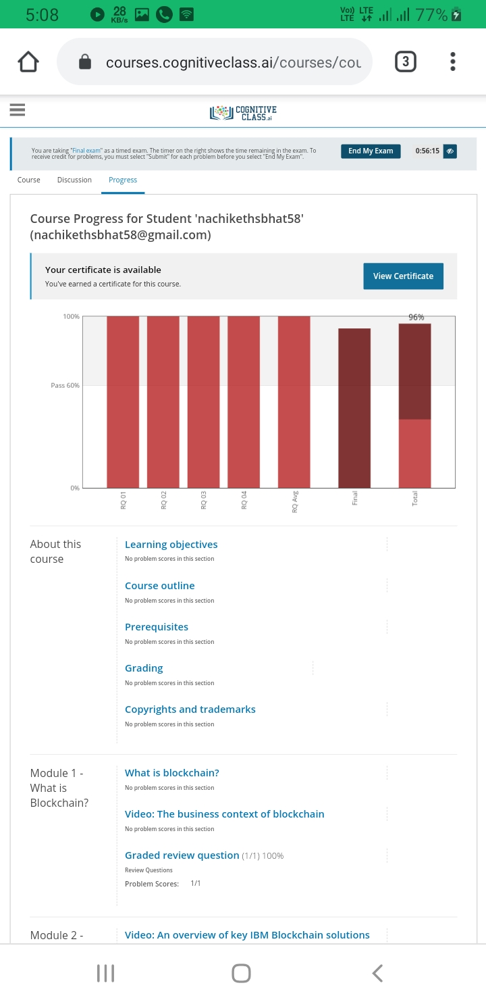 5:08
28
KB/s
Vo)) LTE
LTE
77%
courses.cognitiveclass.ai/courses/cou
3
COGNITIVE
CLASS.ai
You are taking "Final exam" as a timed exam. The timer on the right shows the time remaining in the exam. To
receive credit for problems, you must select "Submit" for each problem before you select "End My Exam".
End My Exam
0:56:15
Course Discussion Progress
Course Progress for Student 'nachikethsbhat58'
(nachikethsbhat58@gmail.com)
Your certificate is available
You've earned a certificate for this course.
View Certificate
100%
96%
Pass 60%
0%
RQ 01
RQ 02
RQ 03
RQ 04
RQ Avg
Final
Total
About this
course
Learning objectives
No problem scores in this section
Course outline
No problem scores in this section
Prerequisites
No problem scores in this section
Grading
No problem scores in this section
Copyrights and trademarks
No problem scores in this section
Module 1 -
What is
Blockchain?
What is blockchain?
No problem scores in this section
Video: The business context of blockchain
No problem scores in this section
Graded review question (1/1) 100%
Review Questions
Problem Scores: 1/1
Module 2 -
Video: An overview of key IBM Blockchain solutions